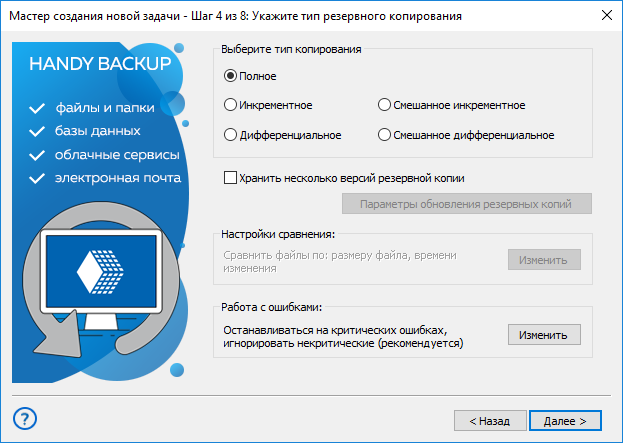 Мастер создания новой задачи - Шаг 4 из 8: Укажите тип резервного копирования
HANDY BACKUP
файлы и папки
базы данных
облачные сервисы
электронная почта
Выберите тип копирования
Полное
Инкрементное
Смешанное инкрементное
Дифференциальное
Смешанное дифференциальное
Хранить несколько версий резервной копии
Параметры обновления резервных копий
Настройки сравнения:
Сравнить файлы по: размеру файла, времени
изменения
Изменить
Работа с ошибками:
Останавливаться на критических ошибках,
игнорировать некритические (рекомендуется)
Изменить
?
< Назад
Далее >